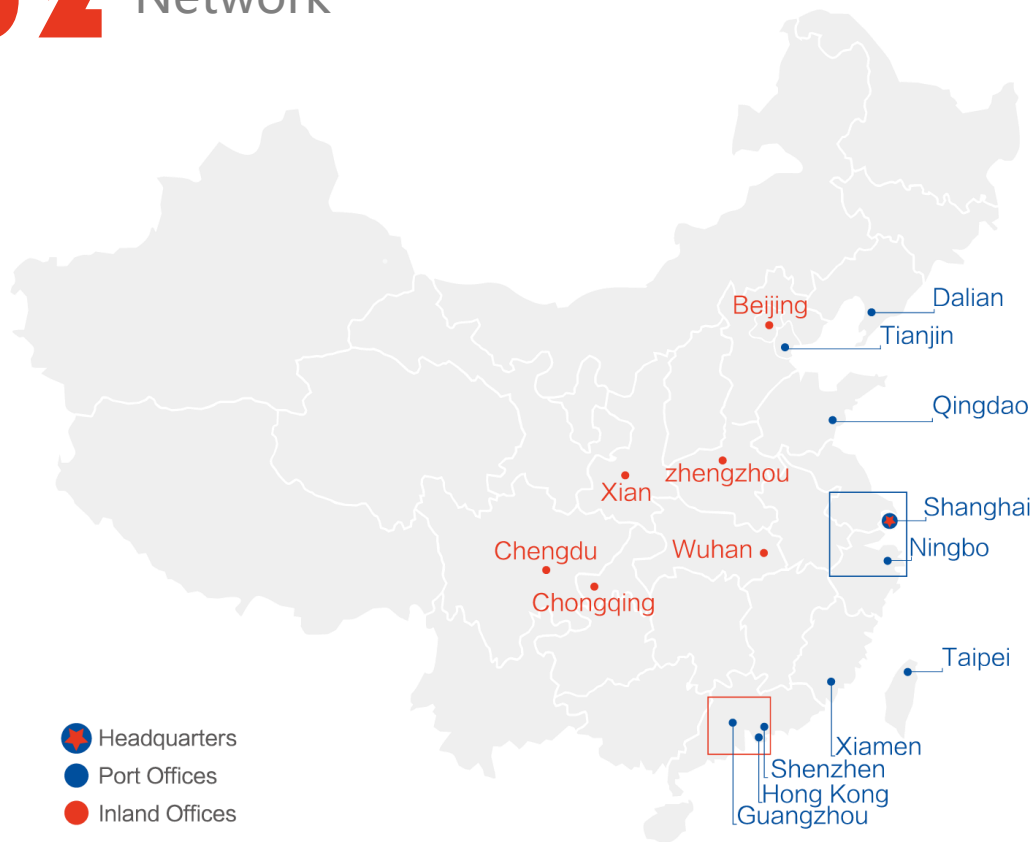 Network
Beijing
Dalian
Tianjin
Qingdao
zhengzhou
Xian
Shanghai
Ningbo
Wuhan
Chengdu
Chongqing
Taipei
Xiamen
Shenzhen
Hong Kong
Guangzhou
Headquarters
Port Offices
Inland Offices